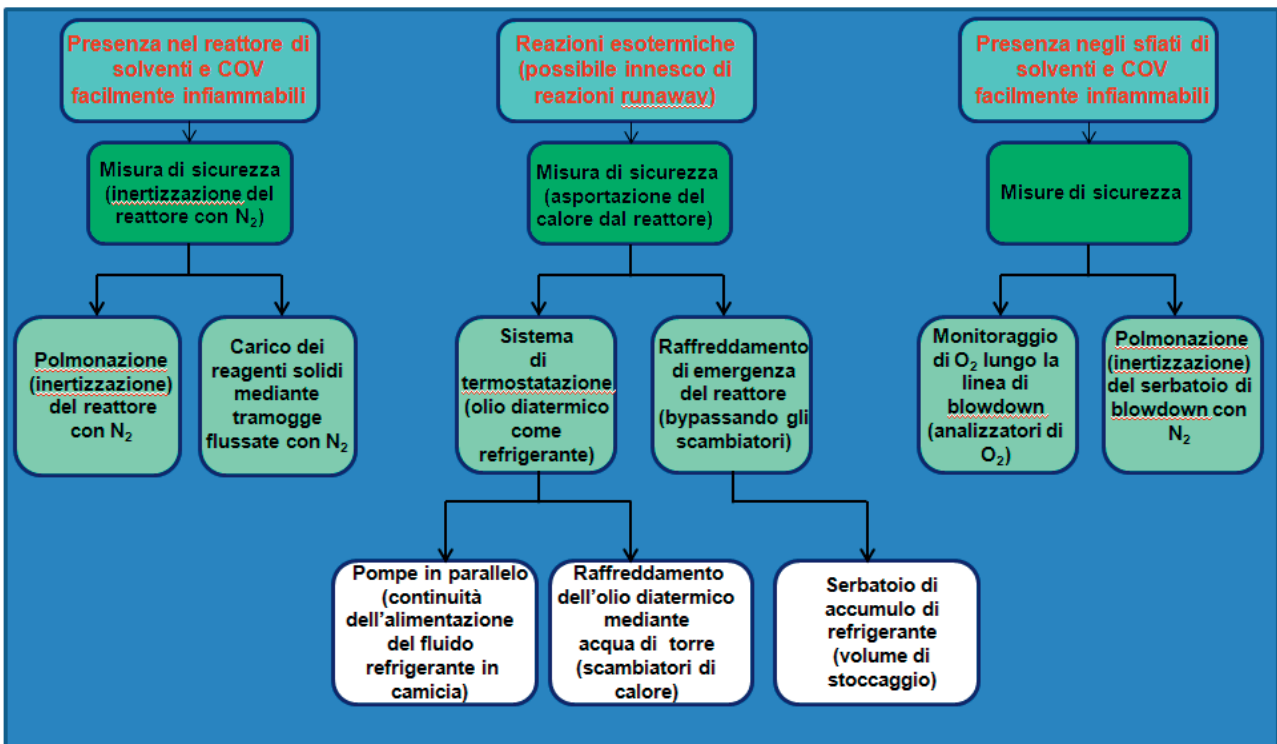 Presenza nel reattore di
solventi e COV
facilmente infiammabili
Reazioni esotermiche
(possibile innesco di
reazioni runaway)
Presenza negli sfiati di
solventi e COV
facilmente infiammabili
Misura di sicurezza
(inertizzazione del
reattore con N₂)
Misura di sicurezza
(asportazione del
calore dal reattore)
Misure di sicurezza
Polmonazione
(inertizzazione)
del reattore
con N₂
Carico dei
reagenti solidi
mediante
tramogge
flussate con N₂
Sistema
di
termostatazione
(olio diatermico
come
refrigerante)
Raffreddamento
di emergenza
del reattore
(bypassando gli
scambiatori)
Monitoraggio
di O₂ lungo la
linea di
blowdown
(analizzatori di
O₂)
Polmonazione
(inertizzazione)
del serbatoio di
blowdown con
N₂
Pompe in parallelo
(continuità
dell'alimentazione
del fluido
refrigerante in
camicia)
Raffreddamento
dell'olio diatermico
mediante
acqua di torre
(scambiatori di
calore)
Serbatoio di
accumulo di
refrigerante
(volume di
stoccaggio)